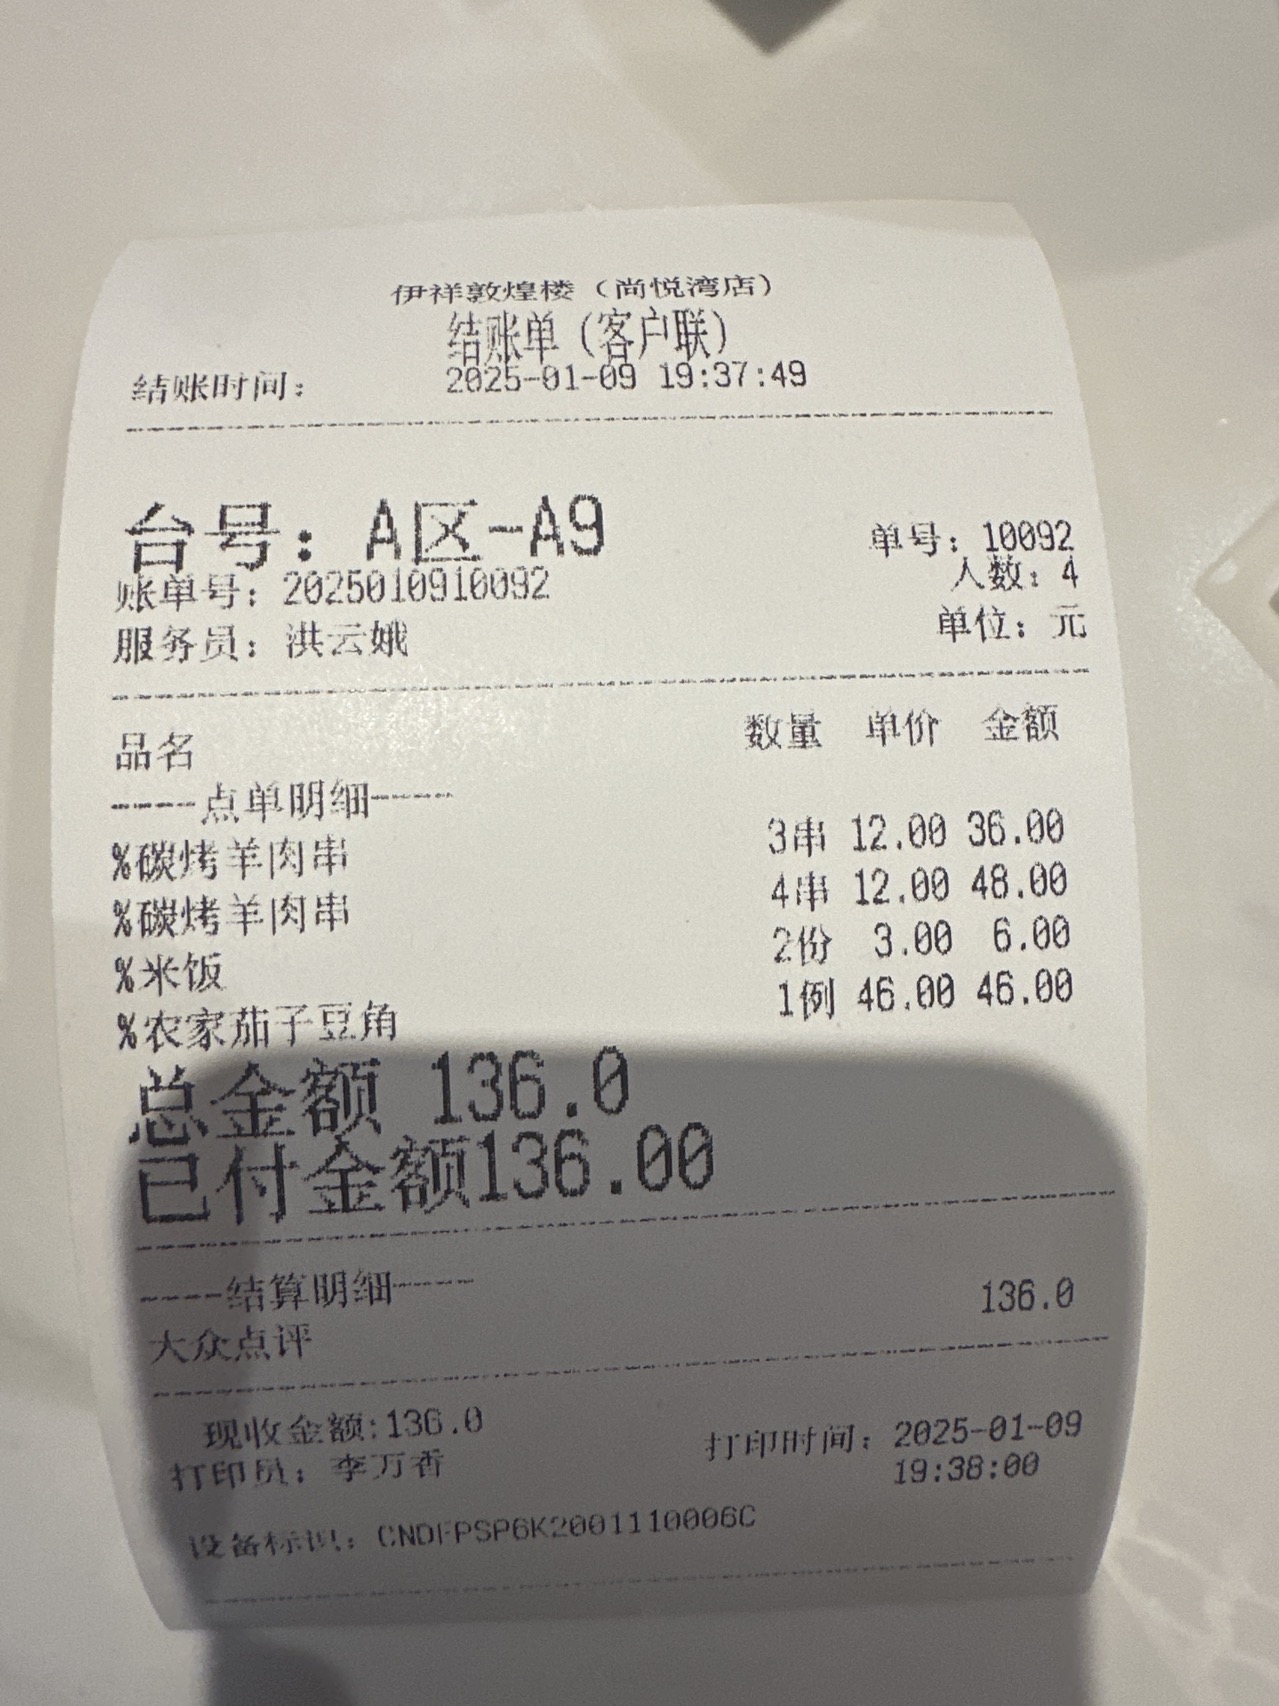 伊祥敦煌楼（尚悦湾店）
结账单（客户联）
结账时间： 2025-01-09 19:37:49
台号：A区-A9 单号：10092
账单号：2025010910092 人数：4
服务员：洪云娥 单位：元
品名 数量 单价 金额
----点单明细----
%碳烤羊肉串 3串 12.00 36.00
%碳烤羊肉串 4串 12.00 48.00
%米饭 2份 3.00 6.00
%农家茄子豆角 1例 46.00 46.00
总金额 136.0
已付金额136.00
----结算明细----
大众点评 136.0
现收金额:136.0
打印员：李万香 打印时间：2025-01-09
19:38:00
设备标识：CNDFPSP6K2001110006C